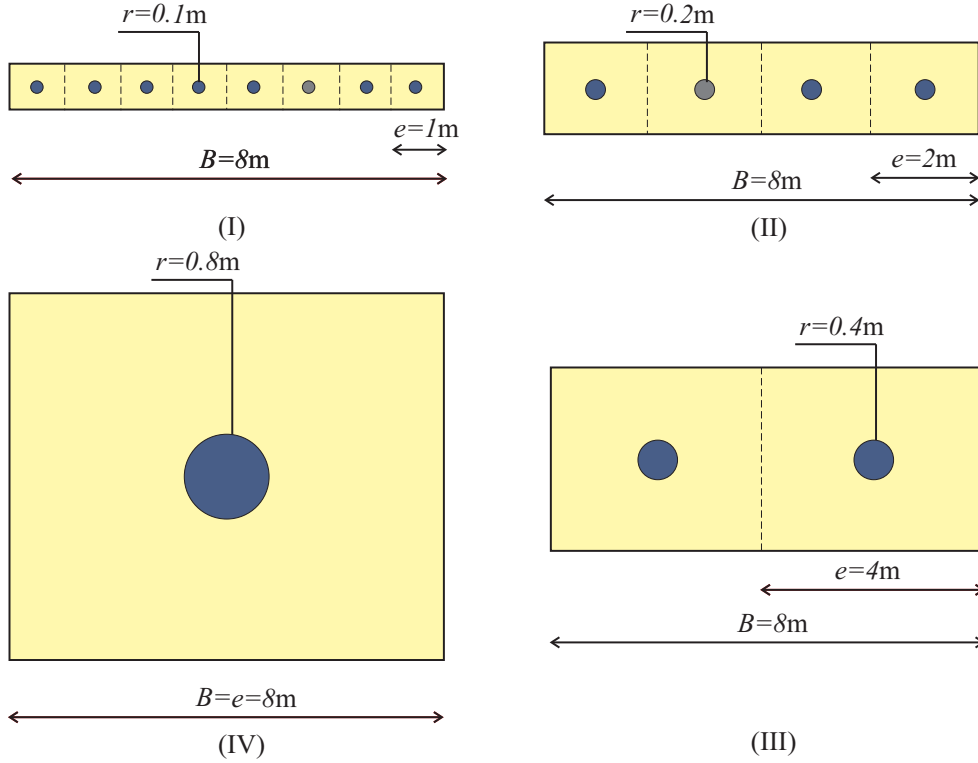 r=0.1m
e=1m
B=8m
(I)
r=0.2m
e=2m
B=8m
(II)
r=0.8m
B=e=8m
(IV)
r=0.4m
e=4m
B=8m
(III)